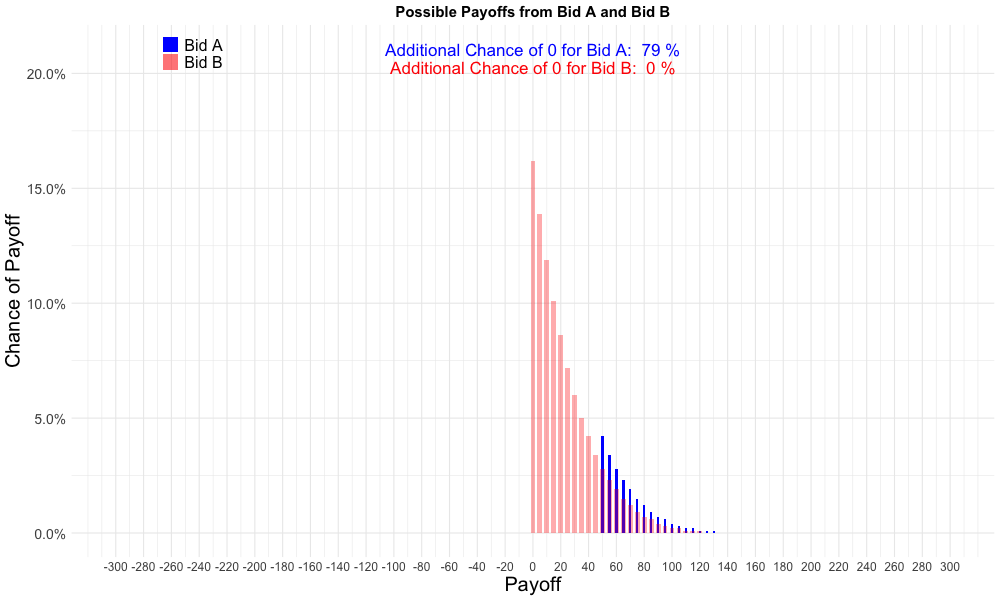 Possible Payoffs from Bid A and Bid B
Bid A
Bid B
Additional Chance of 0 for Bid A:  79 %
Additional Chance of 0 for Bid B:  0 %
Chance of Payoff
20.0%
15.0%
10.0%
5.0%
0.0%
-300 -280 -260 -240 -220 -200 -180 -160 -140 -120 -100 -80 -60 -40 -20 0 20 40 60 80 100 120 140 160 180 200 220 240 260 280 300
Payoff